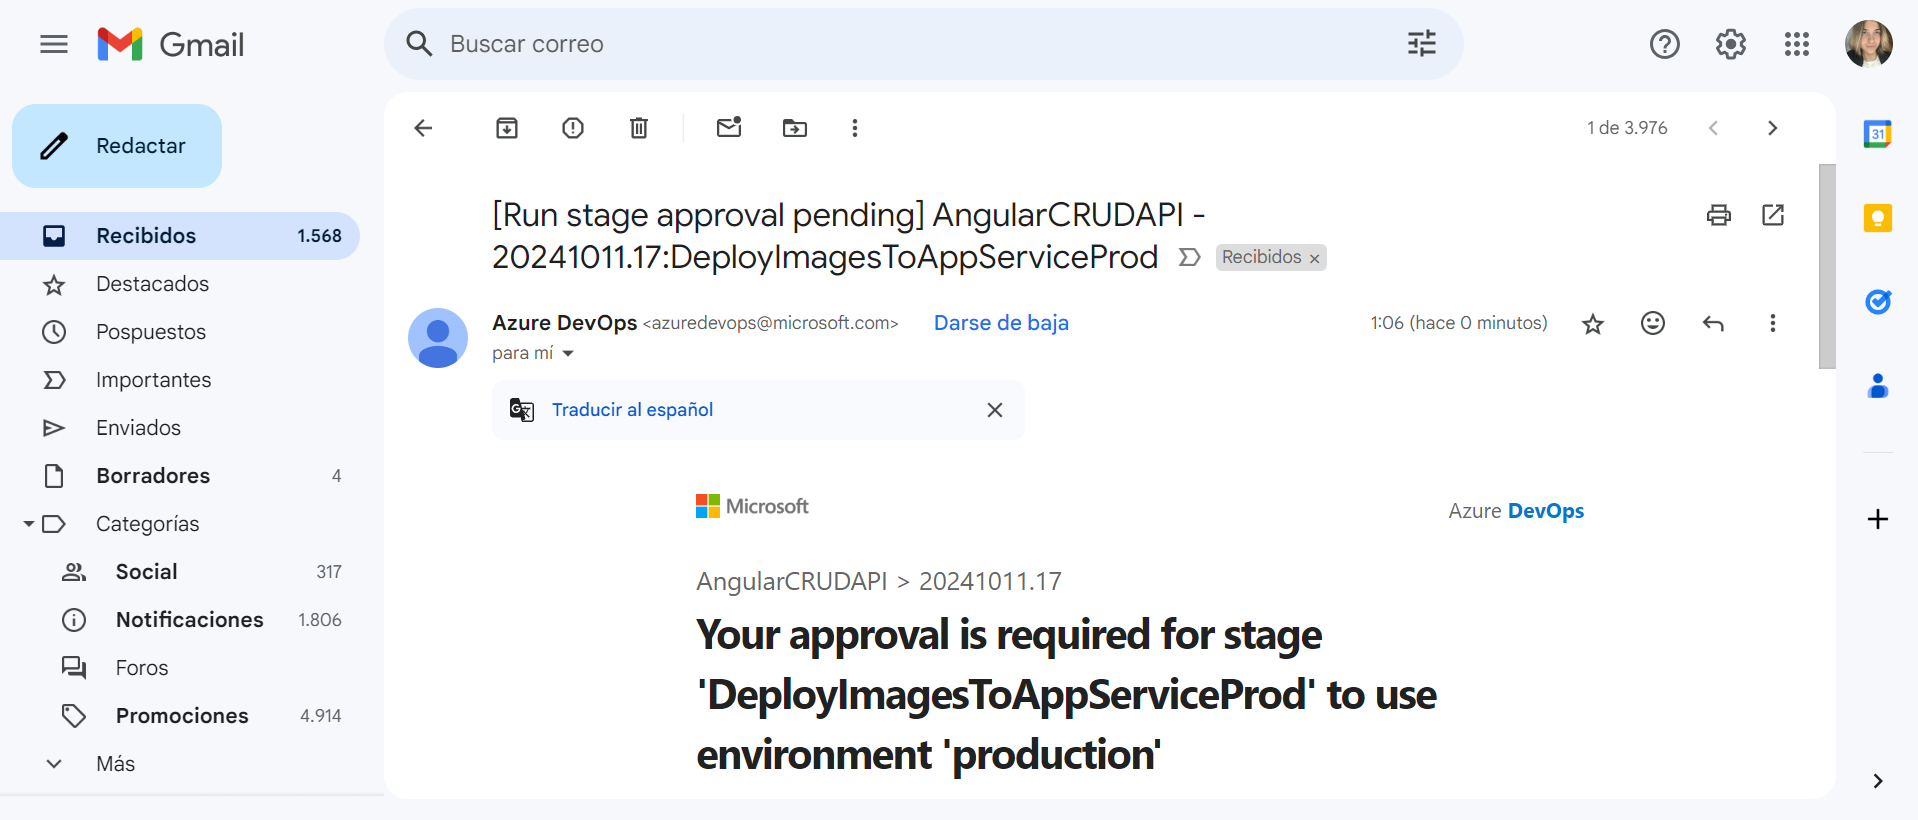 Gmail
Buscar correo
Redactar
Recibidos 1.568
Destacados
Pospuestos
Importantes
Enviados
Borradores 4
Categorías
Social 317
Notificaciones 1.806
Foros
Promociones 4.914
Más
1 de 3.976
[Run stage approval pending] AngularCRUDAPI -
20241011.17:DeployImagesToAppServiceProd Recibidos ×
Azure DevOps <azuredevops@microsoft.com> Darse de baja 1:06 (hace 0 minutos)
para mí
Traducir al español
Microsoft Azure DevOps
AngularCRUDAPI > 20241011.17
Your approval is required for stage
'DeployImagesToAppServiceProd' to use
environment 'production'
31